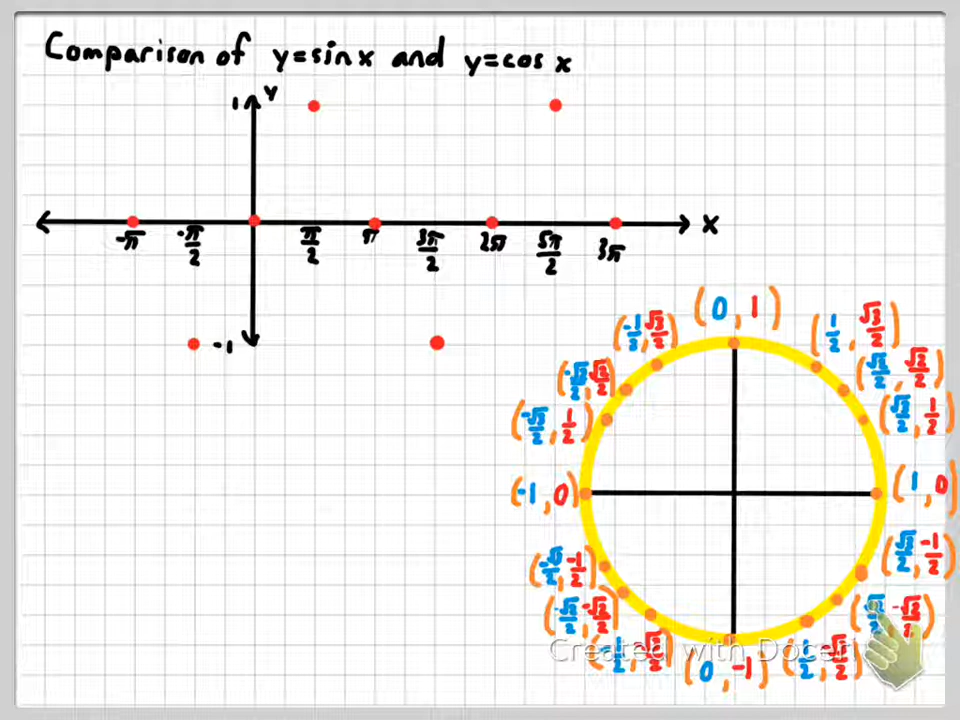 Comparison of y=sinx and y=cos x
1 y
x
-π -π/2 π/2 π 3π/2 2π 5π/2 3π
-1
(0, 1)
(-1/2, √3/2) (1/2, √3/2)
(-√2/2, √2/2) (√2/2, √2/2)
(-√3/2, 1/2) (√3/2, 1/2)
(-1, 0) (1, 0)
(-√3/2, -1/2) (√3/2, -1/2)
(-√2/2, -√2/2) (√2/2, -√2/2)
(0, -1)
Created with Doceri